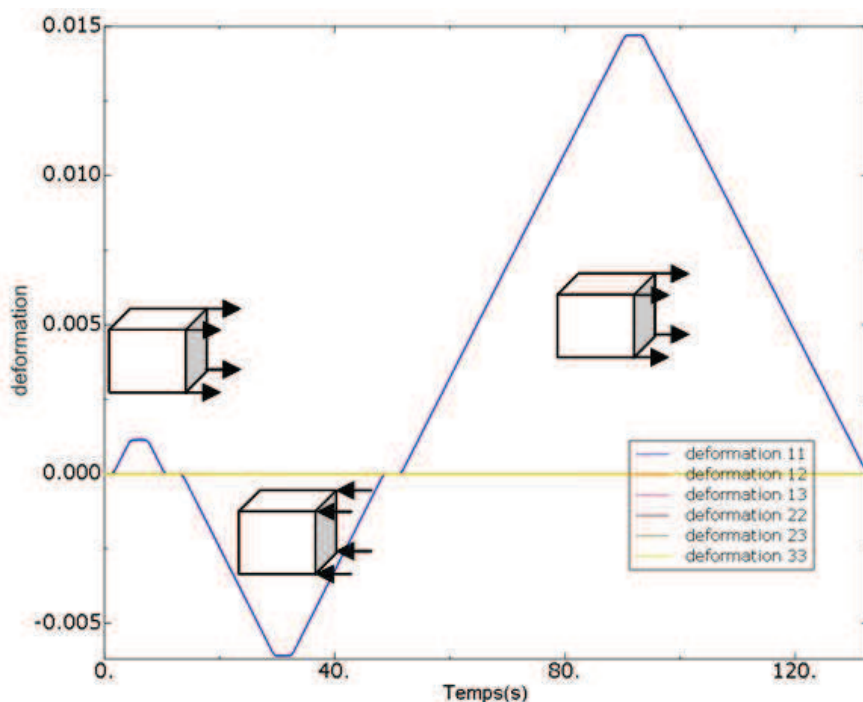 0.015
0.010
0.005
0.000
-0.005
deformation
deformation 11
deformation 12
deformation 13
deformation 22
deformation 23
deformation 33
0.
40.
80.
120.
Temps(s)